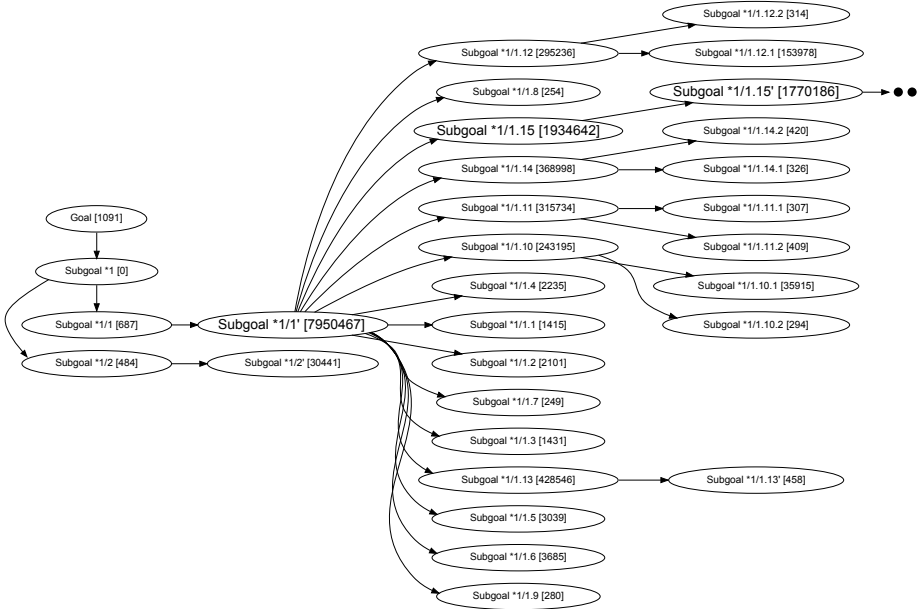 Goal [1091]
Subgoal *1 [0]
Subgoal *1/1 [687]
Subgoal *1/2 [484]
Subgoal *1/1' [7950467]
Subgoal *1/2' [30441]
Subgoal *1/1.12 [295236]
Subgoal *1/1.8 [254]
Subgoal *1/1.15 [1934642]
Subgoal *1/1.14 [368998]
Subgoal *1/1.11 [315734]
Subgoal *1/1.10 [243195]
Subgoal *1/1.4 [2235]
Subgoal *1/1.1 [1415]
Subgoal *1/1.2 [2101]
Subgoal *1/1.7 [249]
Subgoal *1/1.3 [1431]
Subgoal *1/1.13 [428546]
Subgoal *1/1.5 [3039]
Subgoal *1/1.6 [3685]
Subgoal *1/1.9 [280]
Subgoal *1/1.12.2 [314]
Subgoal *1/1.12.1 [153978]
Subgoal *1/1.15' [1770186]
Subgoal *1/1.14.2 [420]
Subgoal *1/1.14.1 [326]
Subgoal *1/1.11.1 [307]
Subgoal *1/1.11.2 [409]
Subgoal *1/1.10.1 [35915]
Subgoal *1/1.10.2 [294]
Subgoal *1/1.13' [458]